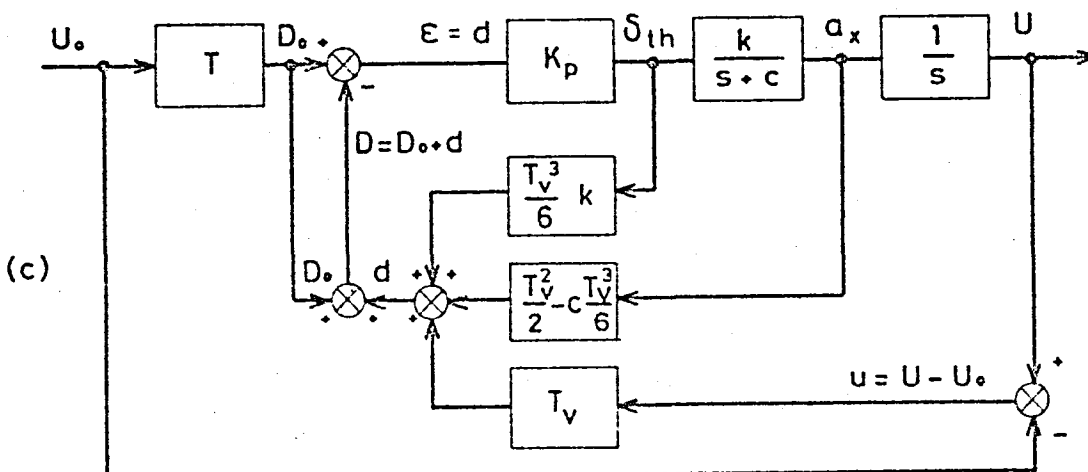 U₀
T
D₀ +
-
ε = d
K_p
δ_th
k
s + c
a_x
1
s
U
D = D₀ + d
T_v³
6
k
(c)
D₀
d
+ +
+ + +
T_v²
2
- c
T_v³
6
u = U - U₀
+
-
T_v